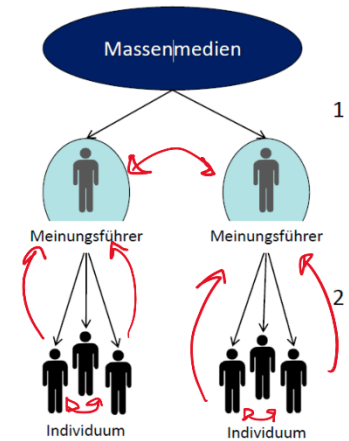 Massenmedien
1
Meinungsführer Meinungsführer
2
Individuum Individuum